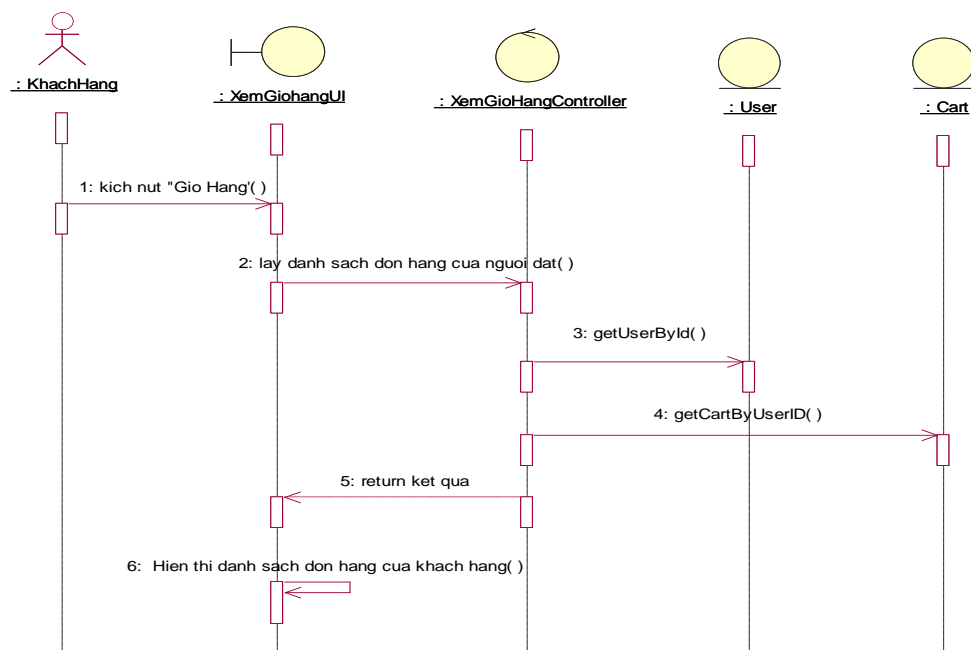 : KhachHang
: XemGiohangUI
: XemGioHangController
: User
: Cart
1: kich nut "Gio Hang'( )
2: lay danh sach don hang cua nguoi dat( )
3: getUserById( )
4: getCartByUserID( )
5: return ket qua
6: Hien thi danh sach don hang cua khach hang( )